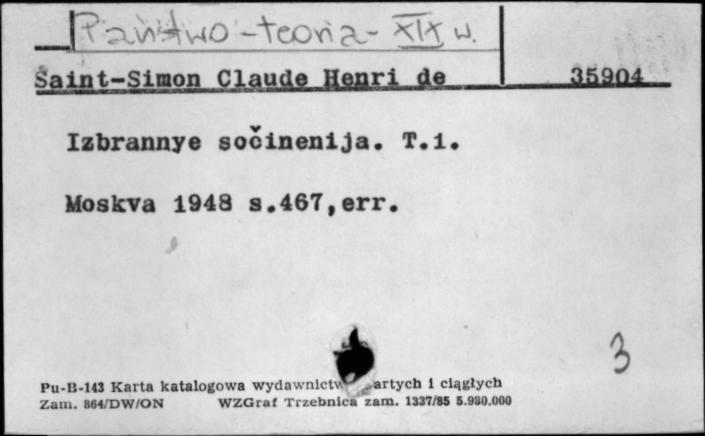 Państwo - teoria - XIX w.
Saint-Simon Claude Henri de 35904
Izbrannye sočinenija. T.1.
Moskva 1948 s.467,err.
3
Pu-B-143 Karta katalogowa wydawnictw artych i ciągłych
Zam. 864/DW/ON WZGraf Trzebnica zam. 1337/85 5.980.000